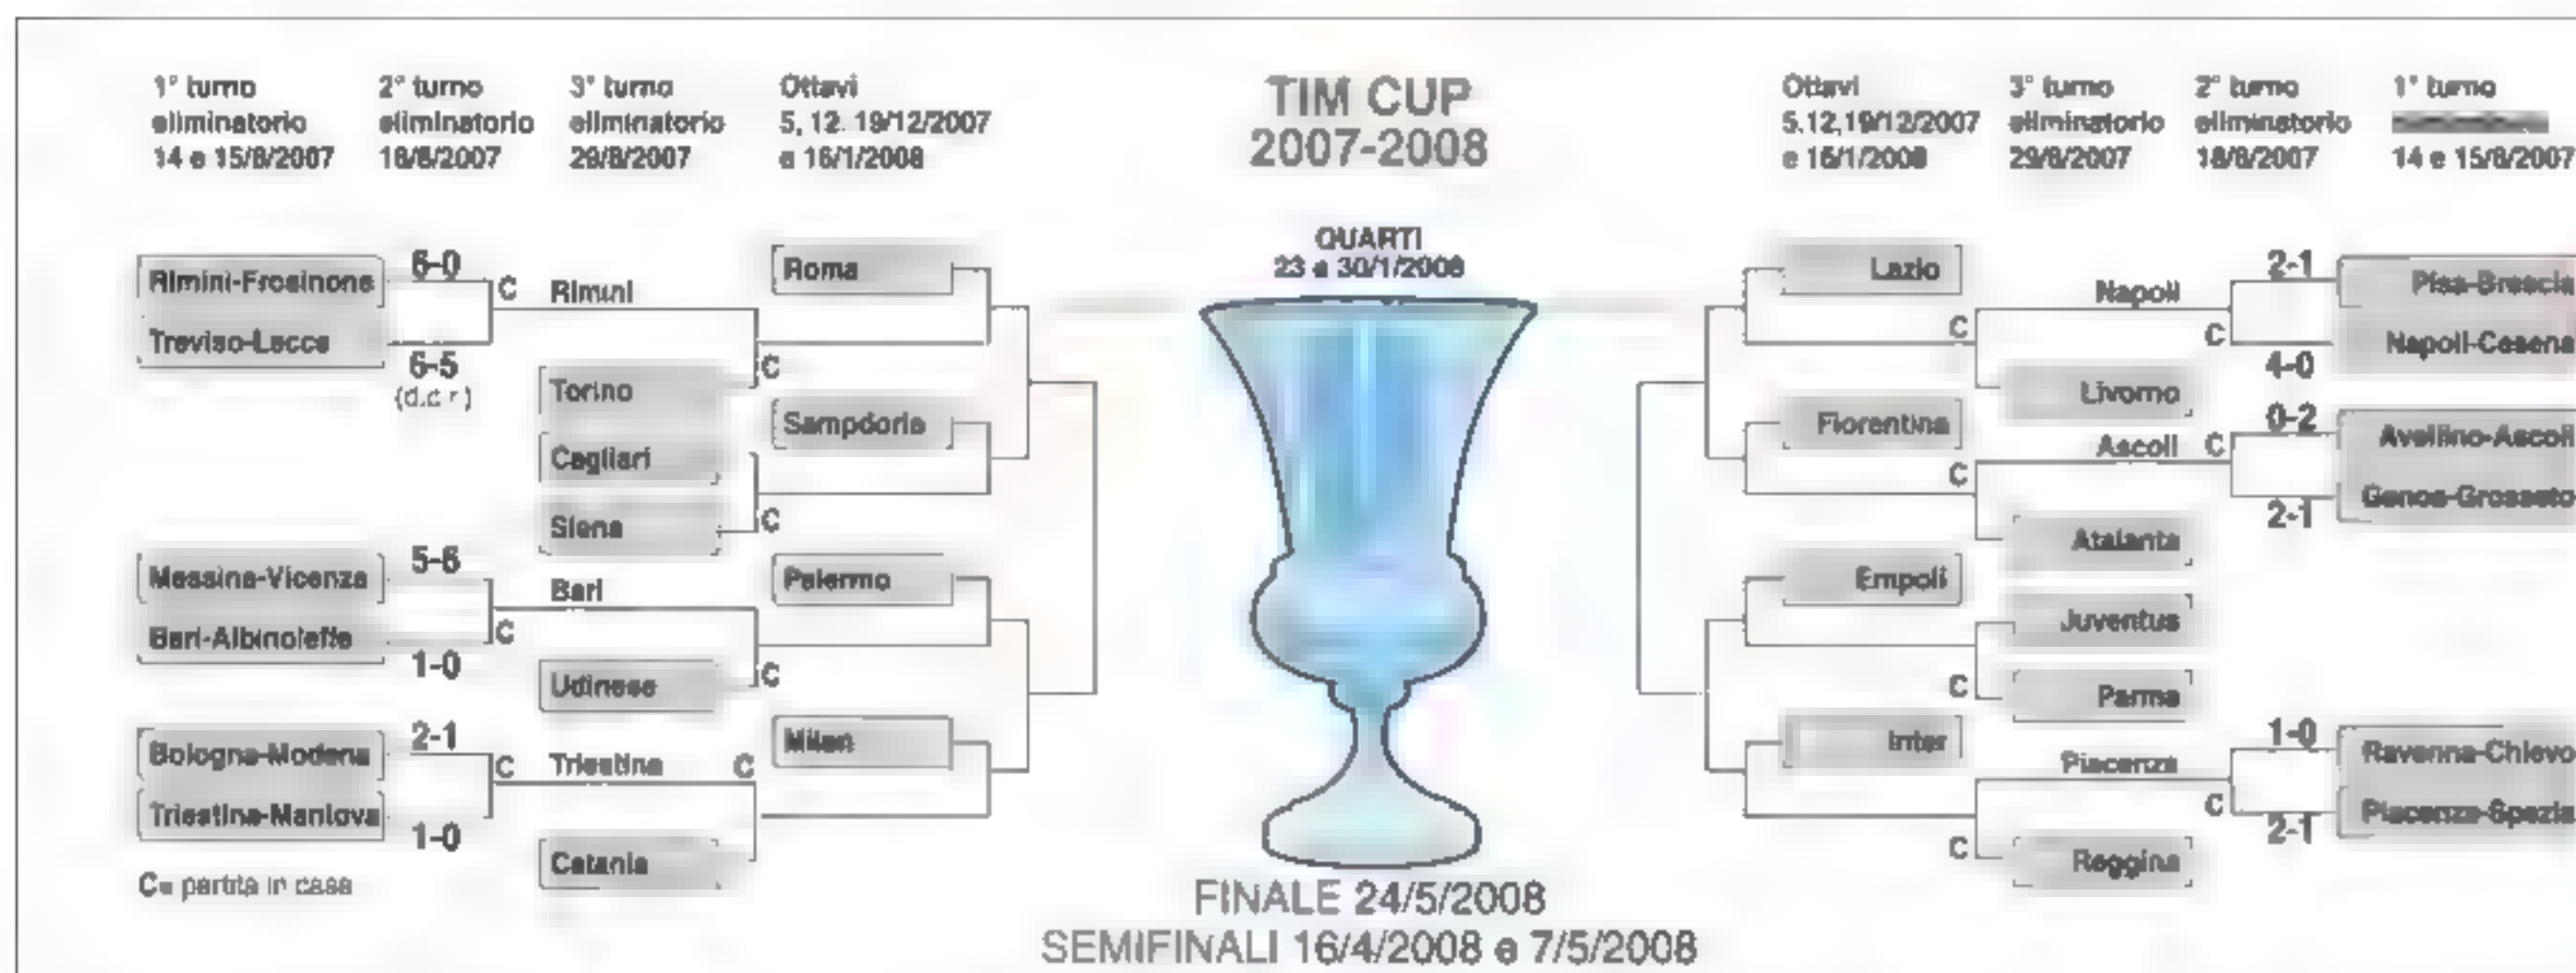 TIM CUP
2007-2008
1° turno
eliminatorio
14 e 15/8/2007
2° turno
eliminatorio
18/8/2007
3° turno
eliminatorio
29/8/2007
Ottavi
5, 12. 19/12/2007
e 16/1/2008
Rimini-Frosinone
6-0
Treviso-Lecce
6-5
(d.c.r.)
C
Rimini
Torino
C
Cagliari
Siena
C
Messina-Vicenza
5-6
Bari-Albinoleffe
1-0
C
Bari
Udinese
C
Bologna-Modena
2-1
Triestina-Mantova
1-0
C
Triestina
C
Catania
Roma
Sampdoria
Palermo
Milan
C= partita in casa
QUARTI
23 e 30/1/2008
FINALE 24/5/2008
SEMIFINALI 16/4/2008 e 7/5/2008
Ottavi
5.12,19/12/2007
e 16/1/2008
3° turno
eliminatorio
29/8/2007
2° turno
eliminatorio
18/8/2007
1° turno
14 e 15/8/2007
Lazio
Fiorentina
Empoli
Inter
Napoli
C
Livorno
C
2-1
Pisa-Brescia
4-0
Napoli-Cesena
Ascoli
C
C
Atalanta
0-2
Avellino-Ascoli
2-1
Genoa-Grosseto
Juventus
C
Parma
Piacenza
C
C
Reggina
1-0
Ravenna-Chievo
2-1
Piacenza-Spezia